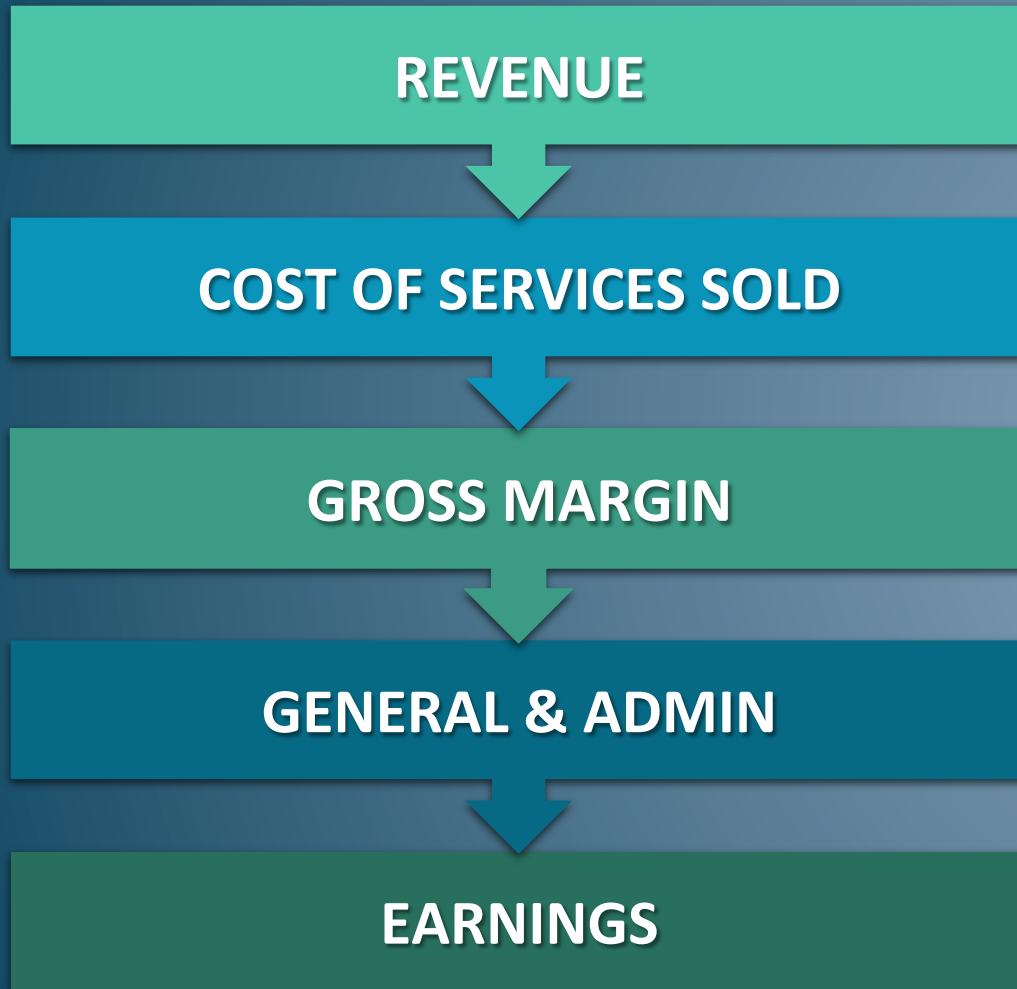 REVENUE
COST OF SERVICES SOLD
GROSS MARGIN
GENERAL & ADMIN
EARNINGS